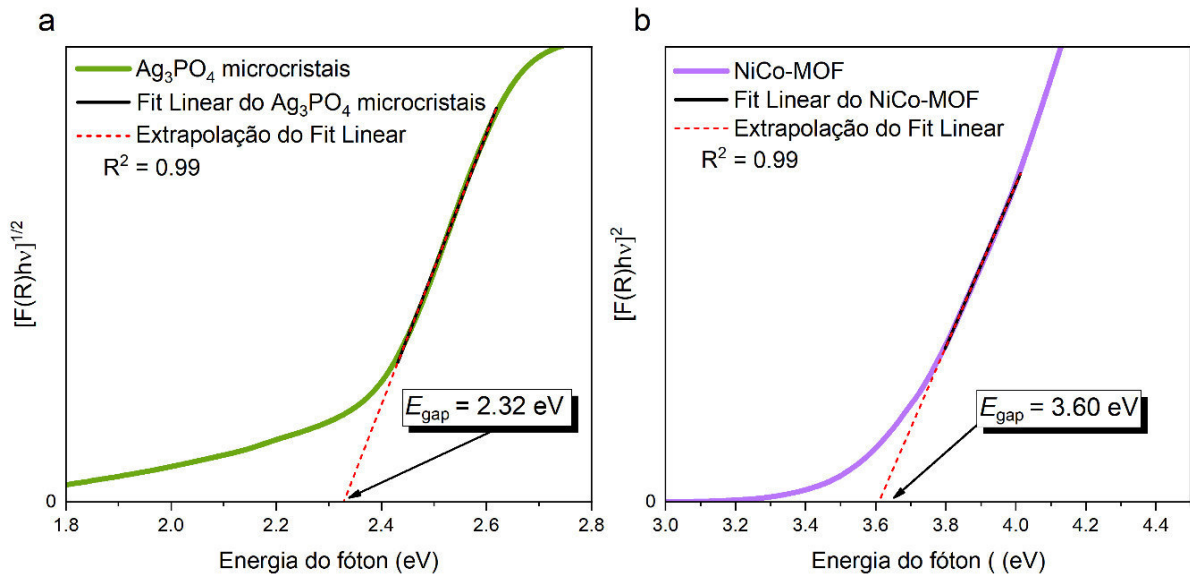 a
Ag₃PO₄ microcristais
Fit Linear do Ag₃PO₄ microcristais
Extrapolação do Fit Linear
R² = 0.99
[F(R)hν]¹/²
E_gap = 2.32 eV
0
1.8 2.0 2.2 2.4 2.6 2.8
Energia do fóton (eV)
b
NiCo-MOF
Fit Linear do NiCo-MOF
Extrapolação do Fit Linear
R² = 0.99
[F(R)hν]²
E_gap = 3.60 eV
0
3.0 3.2 3.4 3.6 3.8 4.0 4.2 4.4
Energia do fóton ( (eV)